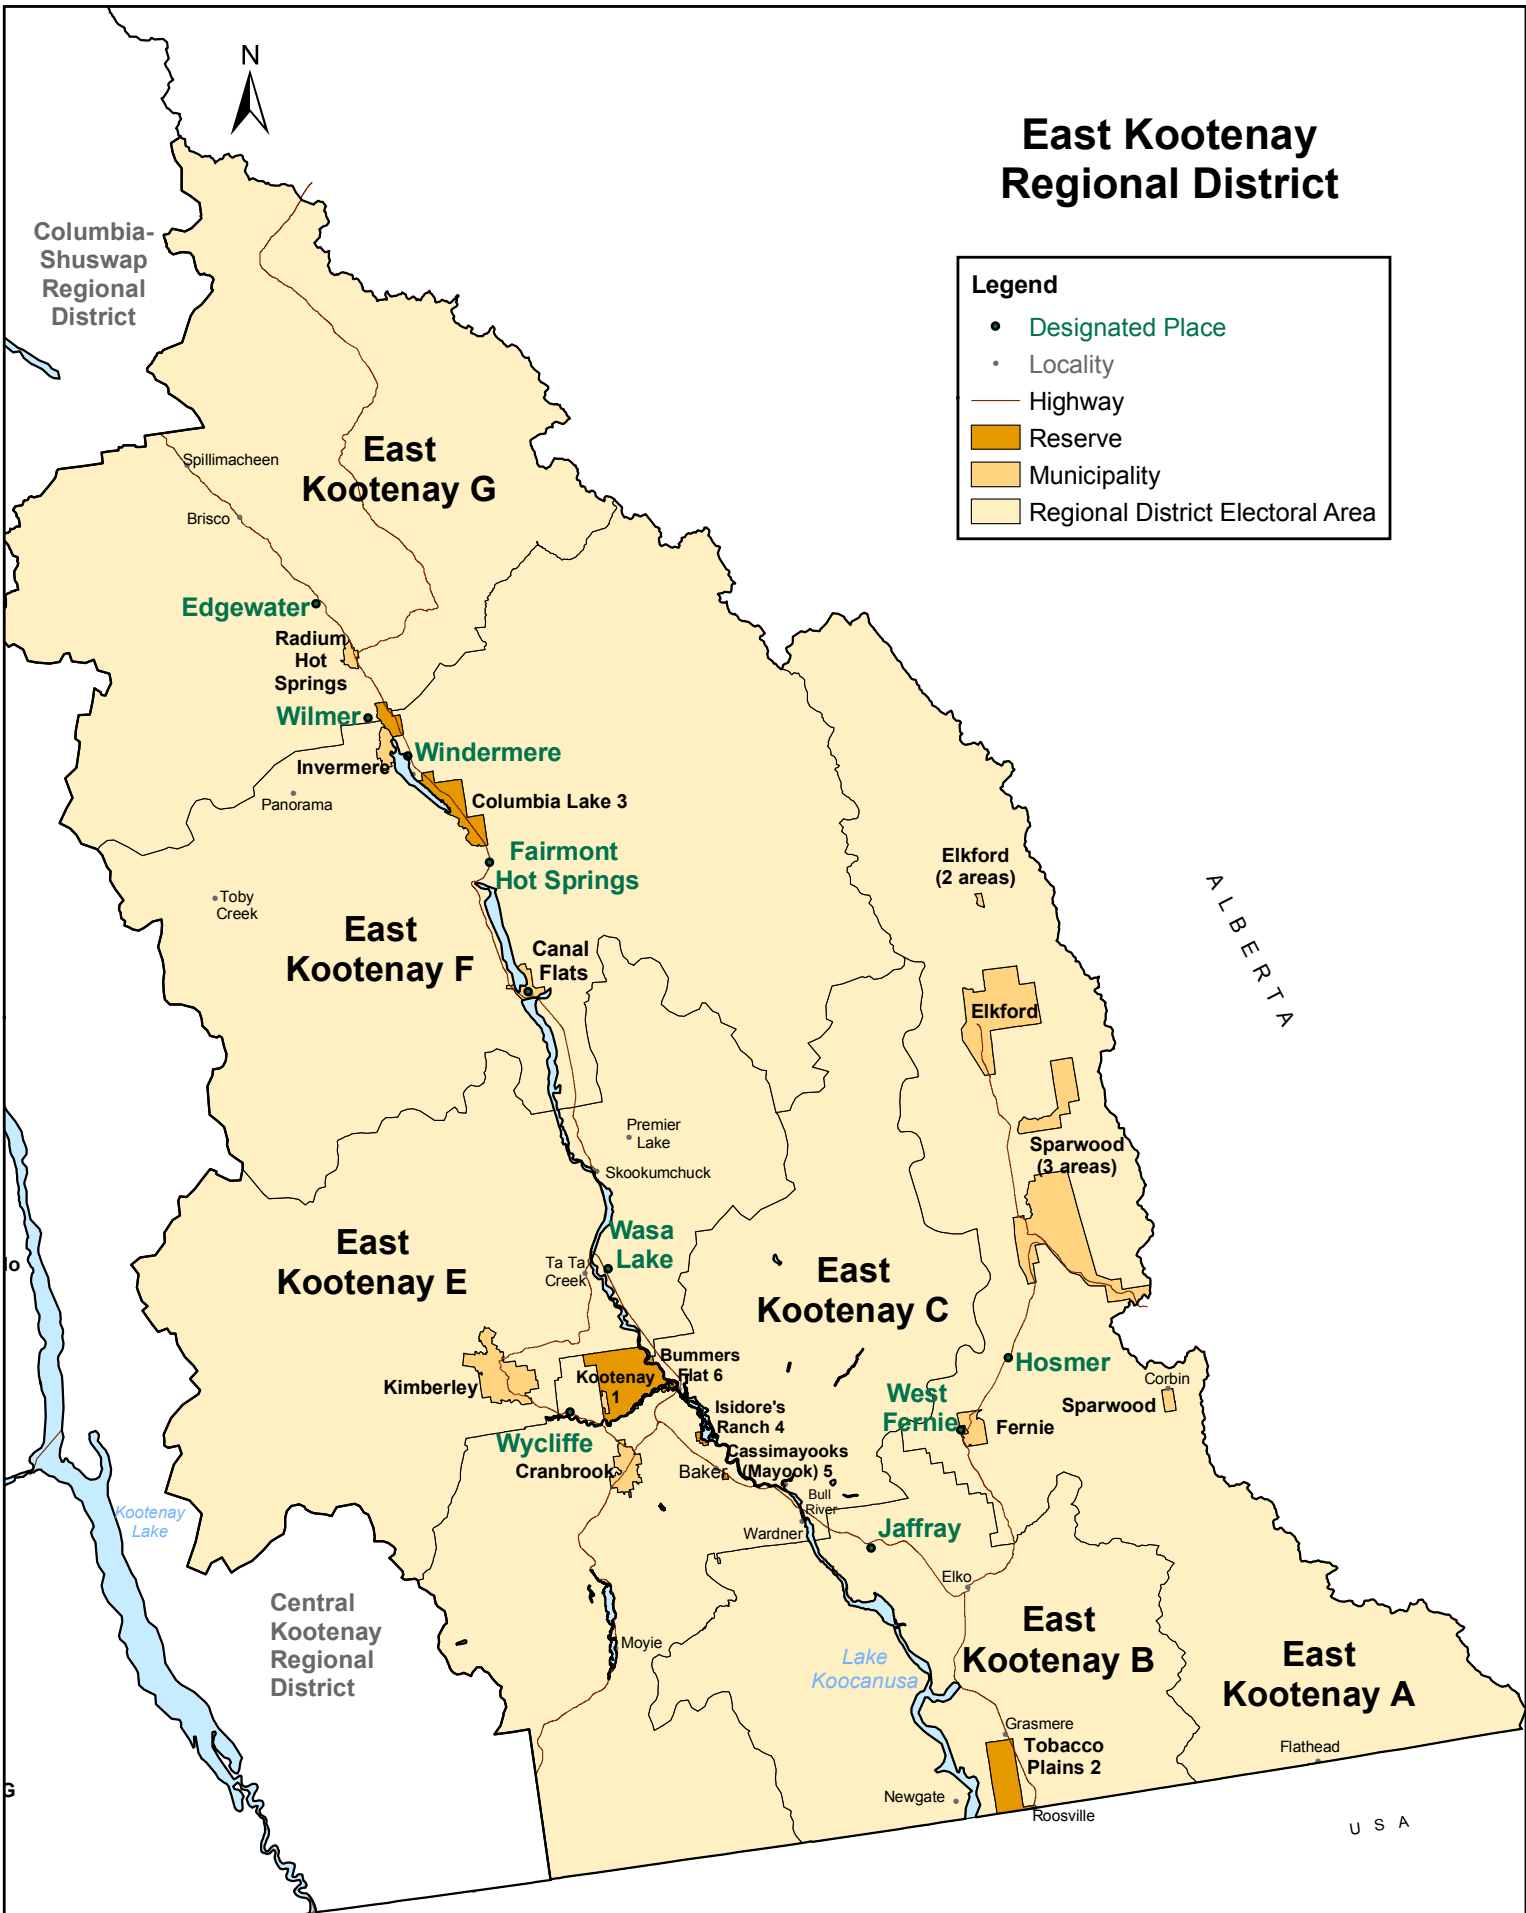 N
East Kootenay
Regional District
Columbia-
Shuswap
Regional
District
Legend
Designated Place
Locality
Highway
Reserve
Municipality
Regional District Electoral Area
East
Kootenay G
Spillimacheen
Brisco
Edgewater
Radium
Hot
Springs
Wilmer
Windermere
Invermere
Panorama
Columbia Lake 3
Fairmont
Hot Springs
Elkford
(2 areas)
ALBERTA
Toby
Creek
East
Kootenay F
Canal
Flats
Elkford
Premier
Lake
Sparwood
(3 areas)
Skookumchuck
Wasa
Lake
East
Kootenay E
Ta Ta
Creek
lo
East
Kootenay C
Bummers
Flat 6
Hosmer
Kimberley
Kootenay
1
Corbin
West
Fernie
Sparwood
Isidore's
Ranch 4
Fernie
Wycliffe
Cranbrook
Cassimayooks
(Mayook) 5
Baker
Bull
River
Kootenay
Lake
Wardner
Jaffray
Elko
Central
Kootenay
Regional
District
East
Kootenay B
Moyie
Lake
Koocanusa
East
Kootenay A
Grasmere
Tobacco
Plains 2
Flathead
G
Newgate
Roosville
USA